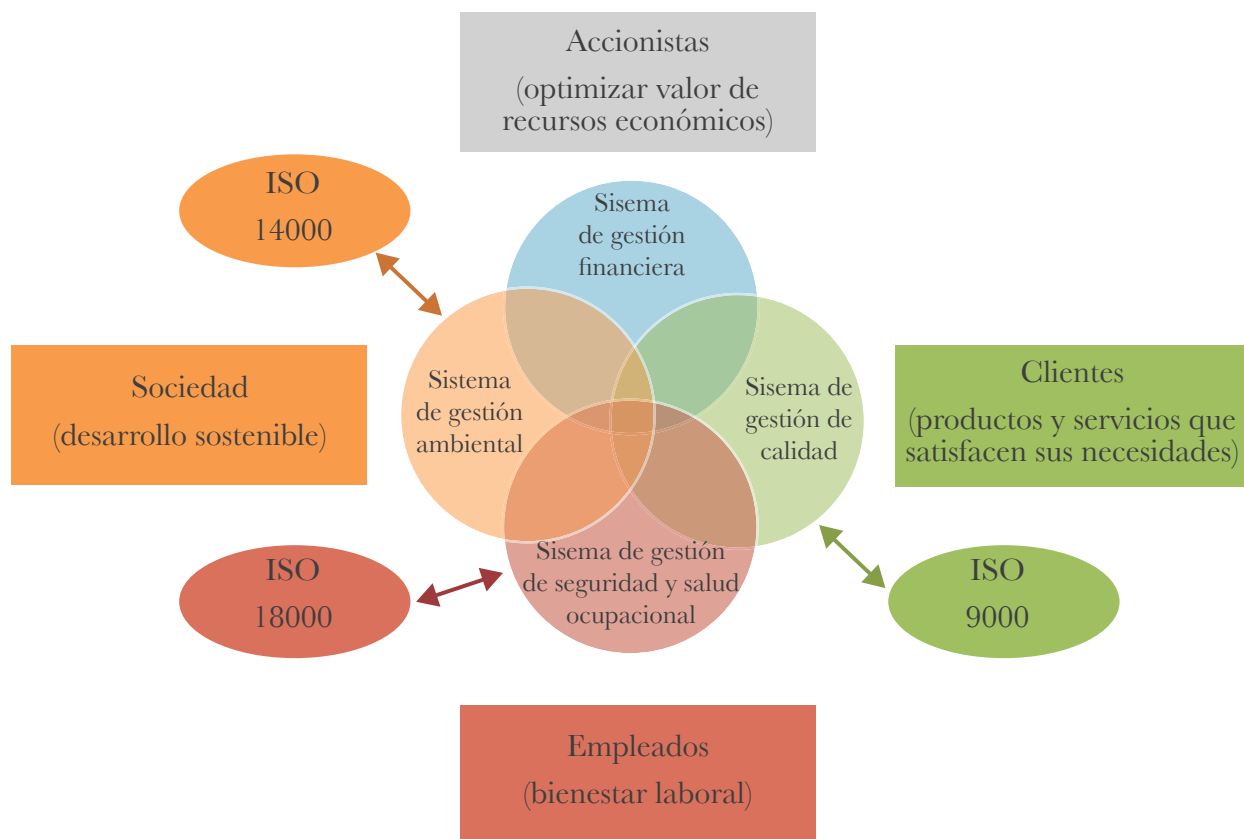 Accionistas
(optimizar valor de
recursos económicos)
ISO
14000
Sisema
de gestión
financiera
Sociedad
(desarrollo sostenible)
Sistema
de gestión
ambiental
Sisema de
gestión de
calidad
Clientes
(productos y servicios que
satisfacen sus necesidades)
ISO
18000
Sisema de gestión
de seguridad y salud
ocupacional
ISO
9000
Empleados
(bienestar laboral)